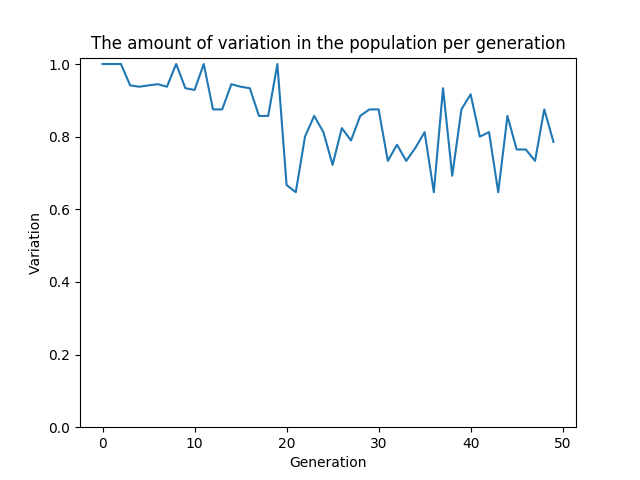 The amount of variation in the population per generation
1.0
0.8
0.6
0.4
0.2
0.0
Variation
0 10 20 30 40 50
Generation